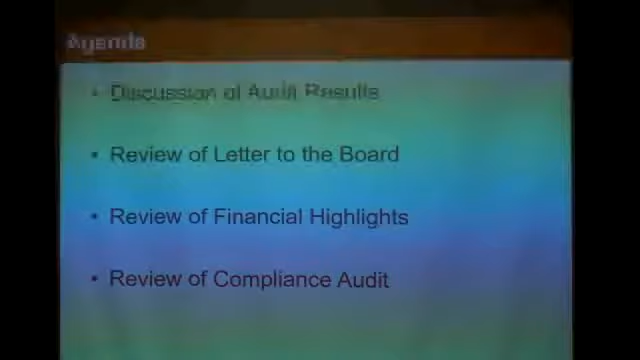 Agenda
• Discussion of Audit Results
• Review of Letter to the Board
• Review of Financial Highlights
• Review of Compliance Audit